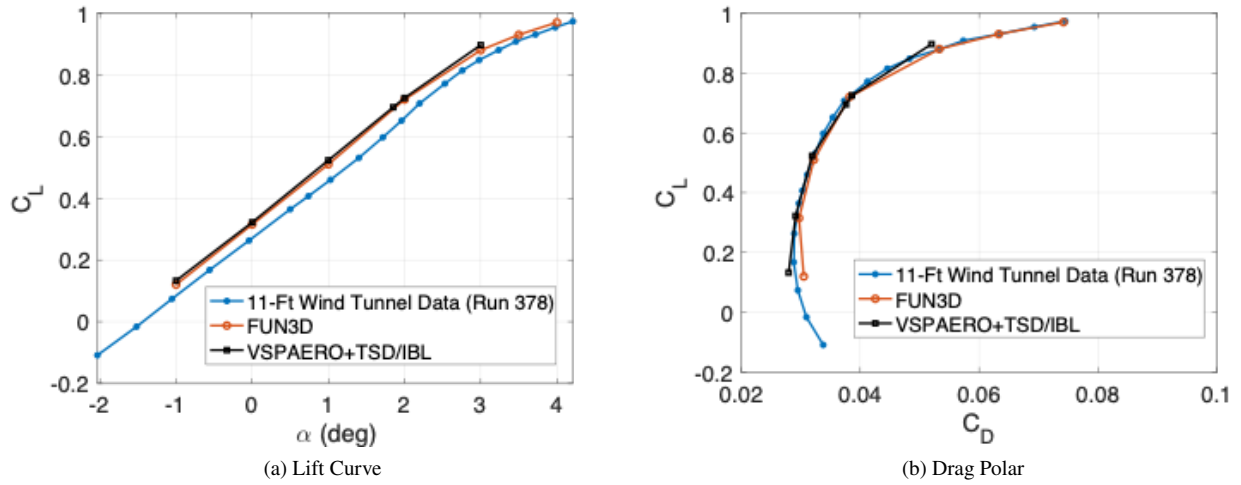 1
0.8
0.6
0.4
0.2
0
-0.2
C_L
-2 -1 0 1 2 3 4
α (deg)
11-Ft Wind Tunnel Data (Run 378)
FUN3D
VSPAERO+TSD/IBL
(a) Lift Curve
1
0.8
0.6
0.4
0.2
0
-0.2
C_L
0.02 0.04 0.06 0.08 0.1
C_D
11-Ft Wind Tunnel Data (Run 378)
FUN3D
VSPAERO+TSD/IBL
(b) Drag Polar